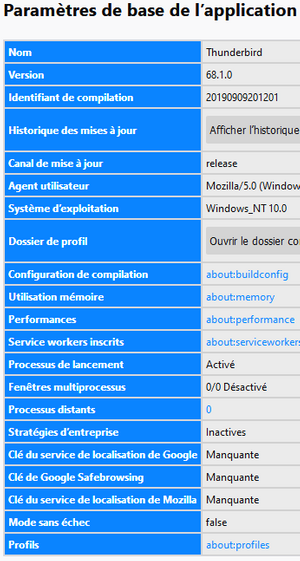 Paramètres de base de l’application
Nom Thunderbird
Version 68.1.0
Identifiant de compilation 20190909201201
Historique des mises à jour Afficher l’historique
Canal de mise à jour release
Agent utilisateur Mozilla/5.0 (Window
Système d’exploitation Windows_NT 10.0
Dossier de profil Ouvrir le dossier co
Configuration de compilation about:buildconfig
Utilisation mémoire about:memory
Performances about:performance
Service workers inscrits about:serviceworkers
Processus de lancement Activé
Fenêtres multiprocessus 0/0 Désactivé
Processus distants 0
Stratégies d’entreprise Inactives
Clé du service de localisation de Google Manquante
Clé de Google Safebrowsing Manquante
Clé du service de localisation de Mozilla Manquante
Mode sans échec false
Profils about:profiles